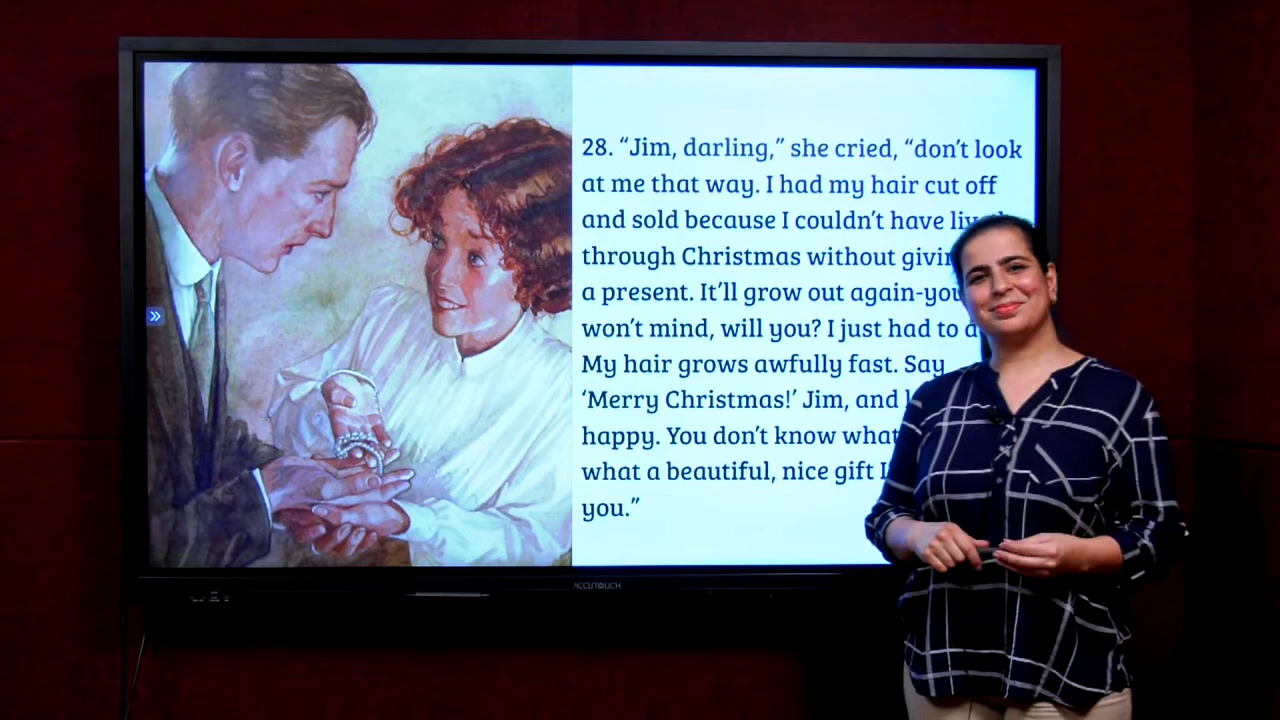 28. “Jim, darling,” she cried, “don’t look
at me that way. I had my hair cut off
and sold because I couldn’t have
through Christmas without
a present. It’ll grow out again-you
won’t mind, will you? I just had to
My hair grows awfully fast. Say
‘Merry Christmas!’ Jim, and
happy. You don’t know what
what a beautiful, nice gift
you.”
ACCUTOUCH